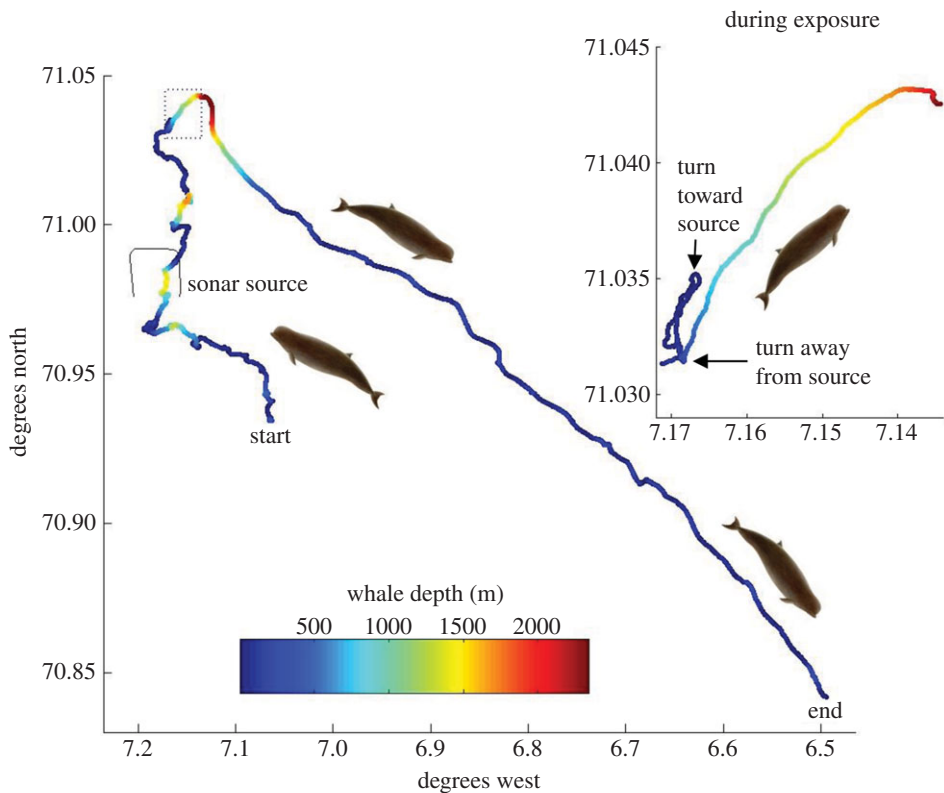 during exposure
71.045
71.040
71.035
71.030
7.17 7.16 7.15 7.14
turn
toward
source
turn away
from source
degrees north
71.05
71.00
70.95
70.90
70.85
sonar source
start
end
whale depth (m)
500 1000 1500 2000
7.2 7.1 7.0 6.9 6.8 6.7 6.6 6.5
degrees west